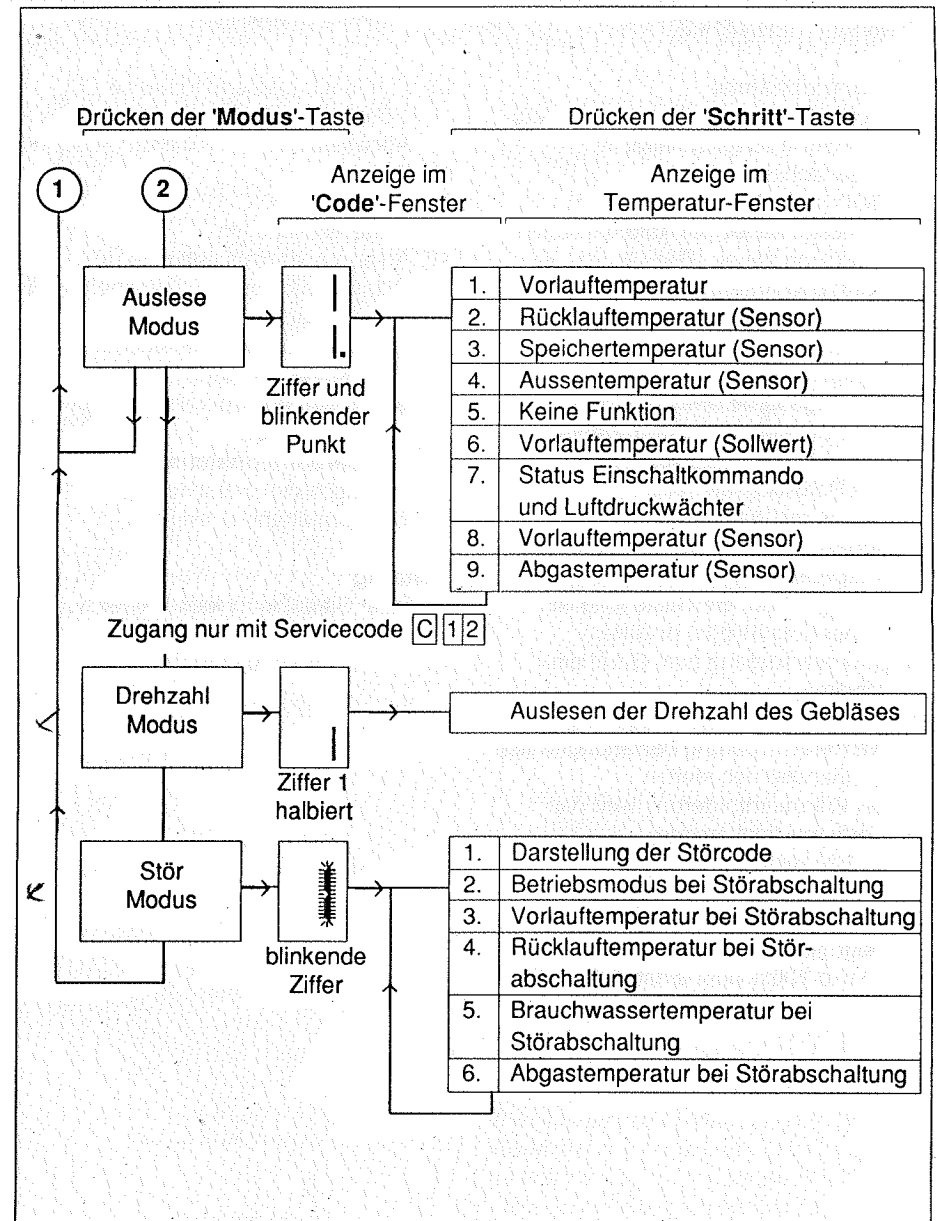 Drücken der 'Modus'-Taste
Drücken der 'Schritt'-Taste
1
2
Anzeige im
'Code'-Fenster
Anzeige im
Temperatur-Fenster
Auslese
Modus
1.
Ziffer und
blinkender
Punkt
1. Vorlauftemperatur
2. Rücklauftemperatur (Sensor)
3. Speichertemperatur (Sensor)
4. Aussentemperatur (Sensor)
5. Keine Funktion
6. Vorlauftemperatur (Sollwert)
7. Status Einschaltkommando
und Luftdruckwächter
8. Vorlauftemperatur (Sensor)
9. Abgastemperatur (Sensor)
Zugang nur mit Servicecode C 12
Drehzahl
Modus
Ziffer 1
halbiert
Auslesen der Drehzahl des Gebläses
Stör
Modus
blinkende
Ziffer
1. Darstellung der Störcode
2. Betriebsmodus bei Störabschaltung
3. Vorlauftemperatur bei Störabschaltung
4. Rücklauftemperatur bei Stör-
abschaltung
5. Brauchwassertemperatur bei
Störabschaltung
6. Abgastemperatur bei Störabschaltung